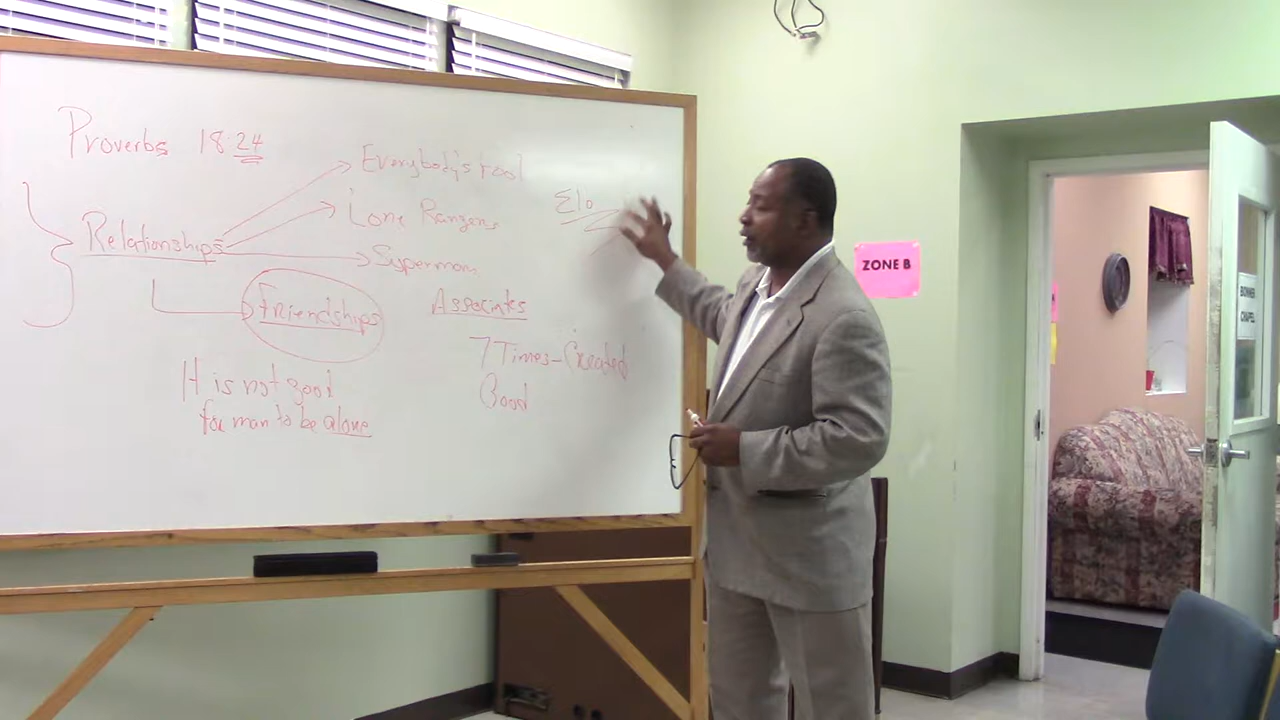 Proverbs 18:24
Everybody's Fool
Lone Rangers
Relationships
Superman
Friendships
Associates
7 Times - Created
Good
It is not good
for man to be alone
Elo
ZONE B
CHAPEL